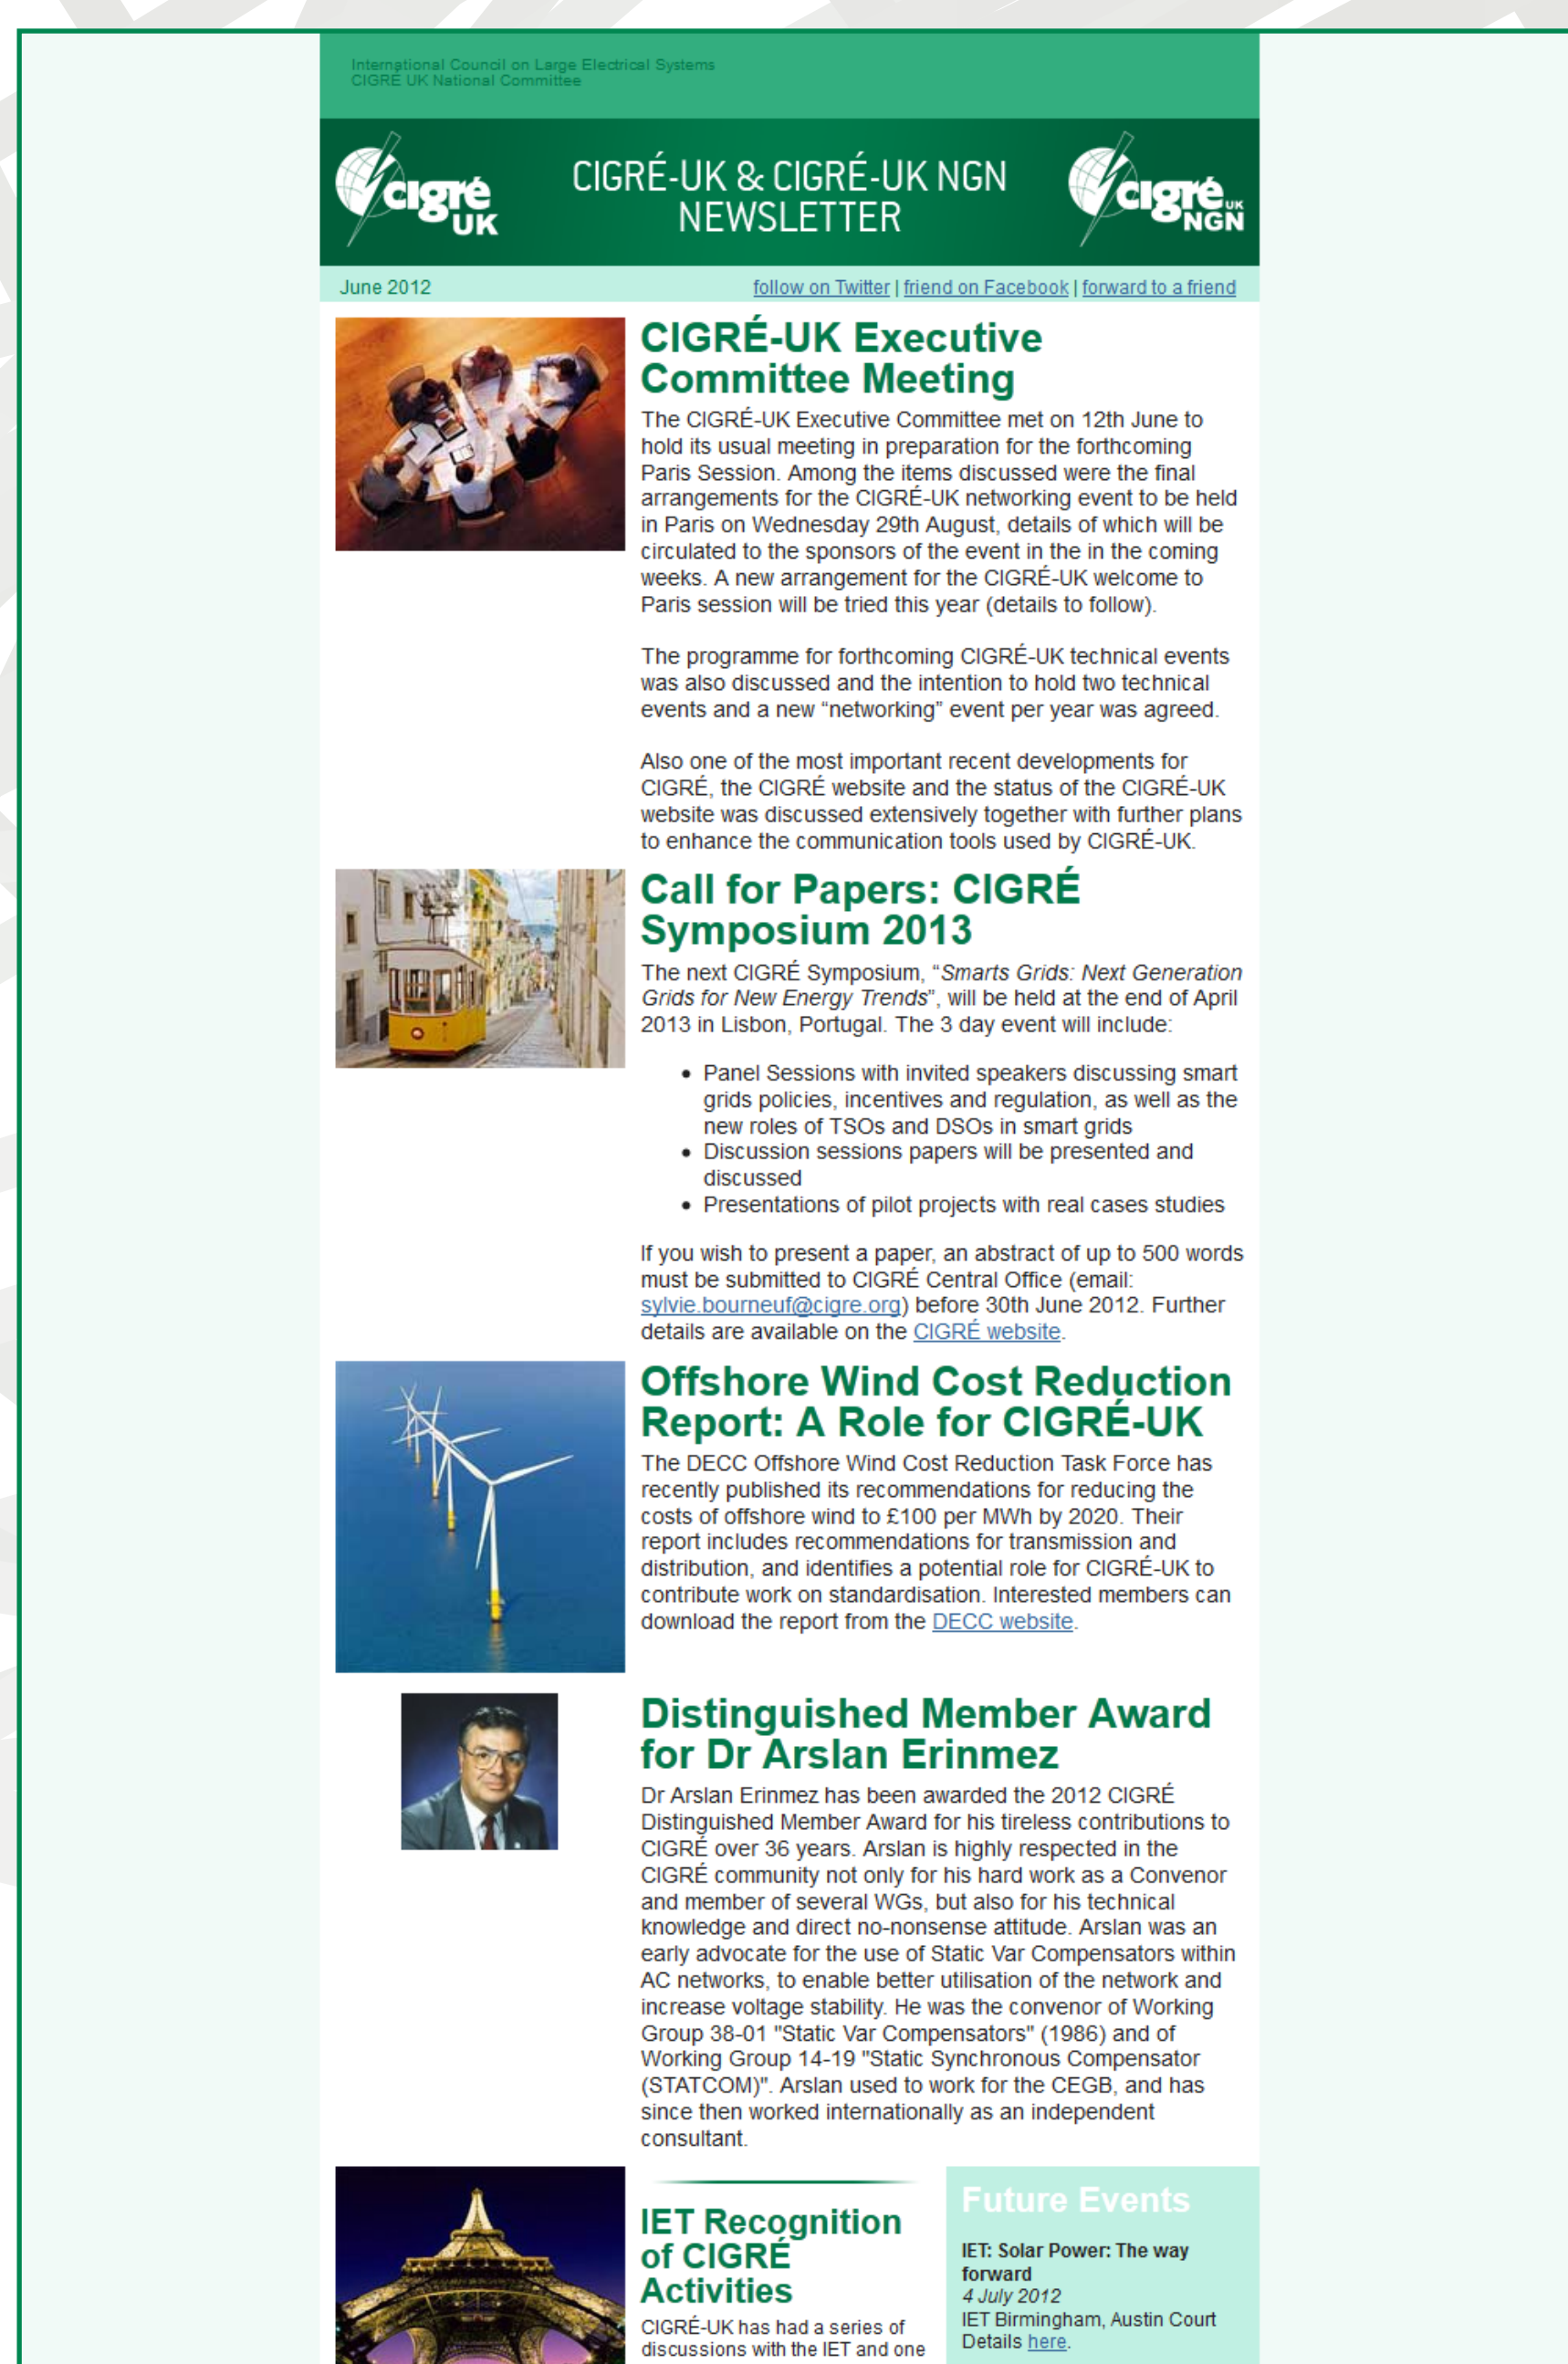 International Council on Large Electrical Systems
CIGRÉ UK National Committee
cigré
UK
CIGRÉ-UK & CIGRÉ-UK NGN
NEWSLETTER
cigré UK
NGN
June 2012
follow on Twitter | friend on Facebook | forward to a friend
CIGRÉ-UK Executive
Committee Meeting
The CIGRÉ-UK Executive Committee met on 12th June to
hold its usual meeting in preparation for the forthcoming
Paris Session. Among the items discussed were the final
arrangements for the CIGRÉ-UK networking event to be held
in Paris on Wednesday 29th August, details of which will be
circulated to the sponsors of the event in the in the coming
weeks. A new arrangement for the CIGRÉ-UK welcome to
Paris session will be tried this year (details to follow).
The programme for forthcoming CIGRÉ-UK technical events
was also discussed and the intention to hold two technical
events and a new “networking” event per year was agreed.
Also one of the most important recent developments for
CIGRÉ, the CIGRÉ website and the status of the CIGRÉ-UK
website was discussed extensively together with further plans
to enhance the communication tools used by CIGRÉ-UK.
Call for Papers: CIGRÉ
Symposium 2013
The next CIGRÉ Symposium, “Smarts Grids: Next Generation
Grids for New Energy Trends”, will be held at the end of April
2013 in Lisbon, Portugal. The 3 day event will include:
• Panel Sessions with invited speakers discussing smart
grids policies, incentives and regulation, as well as the
new roles of TSOs and DSOs in smart grids
• Discussion sessions papers will be presented and
discussed
• Presentations of pilot projects with real cases studies
If you wish to present a paper, an abstract of up to 500 words
must be submitted to CIGRÉ Central Office (email:
sylvie.bourneuf@cigre.org) before 30th June 2012. Further
details are available on the CIGRÉ website.
Offshore Wind Cost Reduction
Report: A Role for CIGRÉ-UK
The DECC Offshore Wind Cost Reduction Task Force has
recently published its recommendations for reducing the
costs of offshore wind to £100 per MWh by 2020. Their
report includes recommendations for transmission and
distribution, and identifies a potential role for CIGRÉ-UK to
contribute work on standardisation. Interested members can
download the report from the DECC website.
Distinguished Member Award
for Dr Arslan Erinmez
Dr Arslan Erinmez has been awarded the 2012 CIGRÉ
Distinguished Member Award for his tireless contributions to
CIGRÉ over 36 years. Arslan is highly respected in the
CIGRÉ community not only for his hard work as a Convenor
and member of several WGs, but also for his technical
knowledge and direct no-nonsense attitude. Arslan was an
early advocate for the use of Static Var Compensators within
AC networks, to enable better utilisation of the network and
increase voltage stability. He was the convenor of Working
Group 38-01 "Static Var Compensators" (1986) and of
Working Group 14-19 "Static Synchronous Compensator
(STATCOM)". Arslan used to work for the CEGB, and has
since then worked internationally as an independent
consultant.
IET Recognition
of CIGRÉ
Activities
CIGRÉ-UK has had a series of
discussions with the IET and one
Future Events
IET: Solar Power: The way
forward
4 July 2012
IET Birmingham, Austin Court
Details here.